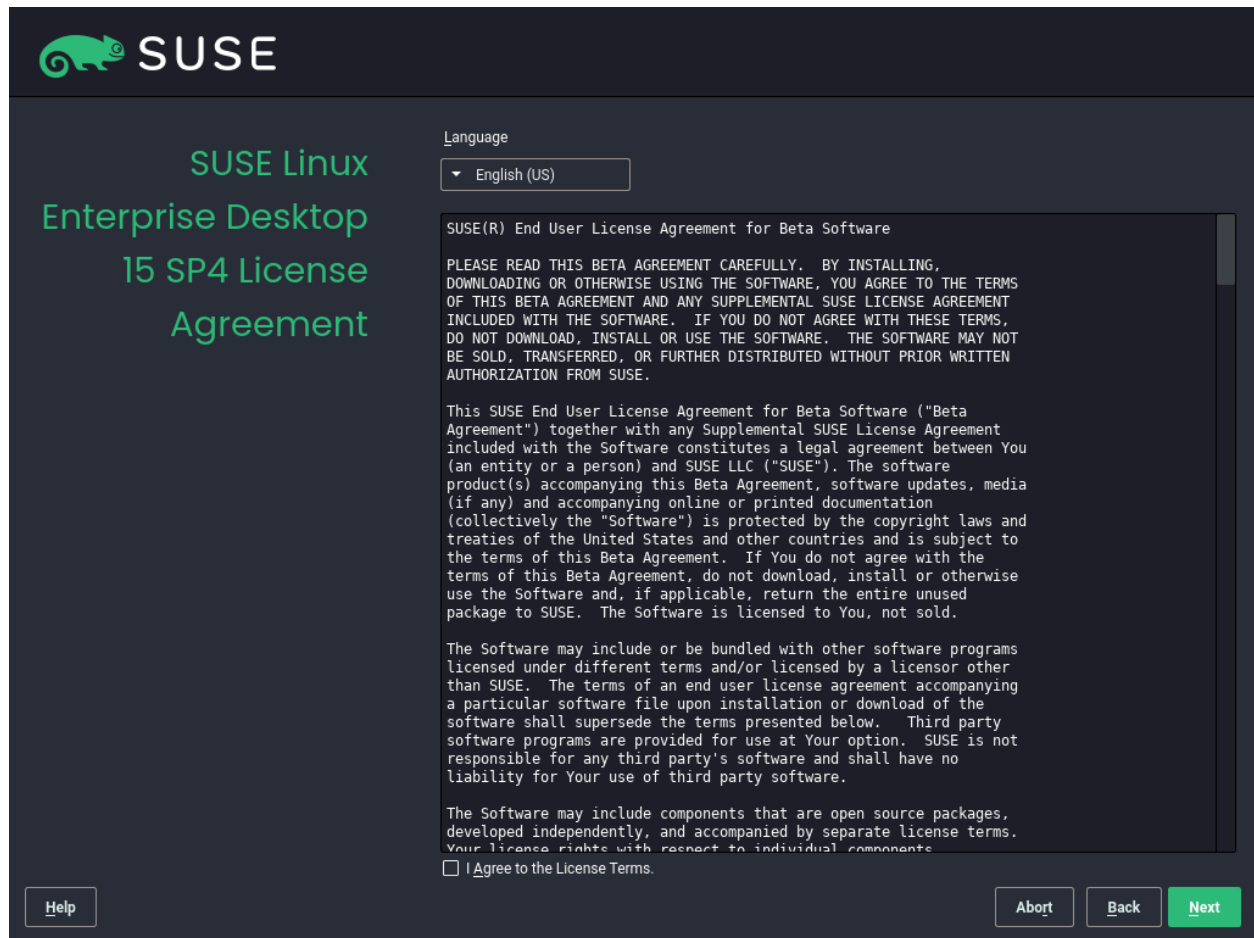 SUSE
SUSE Linux
Enterprise Desktop
15 SP4 License
Agreement
Language
English (US)
SUSE(R) End User License Agreement for Beta Software
PLEASE READ THIS BETA AGREEMENT CAREFULLY.  BY INSTALLING,
DOWNLOADING OR OTHERWISE USING THE SOFTWARE, YOU AGREE TO THE TERMS
OF THIS BETA AGREEMENT AND ANY SUPPLEMENTAL SUSE LICENSE AGREEMENT
INCLUDED WITH THE SOFTWARE.  IF YOU DO NOT AGREE WITH THESE TERMS,
DO NOT DOWNLOAD, INSTALL OR USE THE SOFTWARE.  THE SOFTWARE MAY NOT
BE SOLD, TRANSFERRED, OR FURTHER DISTRIBUTED WITHOUT PRIOR WRITTEN
AUTHORIZATION FROM SUSE.
This SUSE End User License Agreement for Beta Software ("Beta
Agreement") together with any Supplemental SUSE License Agreement
included with the Software constitutes a legal agreement between You
(an entity or a person) and SUSE LLC ("SUSE"). The software
product(s) accompanying this Beta Agreement, software updates, media
(if any) and accompanying online or printed documentation
(collectively the "Software") is protected by the copyright laws and
treaties of the United States and other countries and is subject to
the terms of this Beta Agreement.  If You do not agree with the
terms of this Beta Agreement, do not download, install or otherwise
use the Software and, if applicable, return the entire unused
package to SUSE.  The Software is licensed to You, not sold.
The Software may include or be bundled with other software programs
licensed under different terms and/or licensed by a licensor other
than SUSE.  The terms of an end user license agreement accompanying
a particular software file upon installation or download of the
software shall supersede the terms presented below.   Third party
software programs are provided for use at Your option.  SUSE is not
responsible for any third party's software and shall have no
liability for Your use of third party software.
The Software may include components that are open source packages,
developed independently, and accompanied by separate license terms.
Your license rights with respect to individual components
I Agree to the License Terms.
Help
Abort
Back
Next